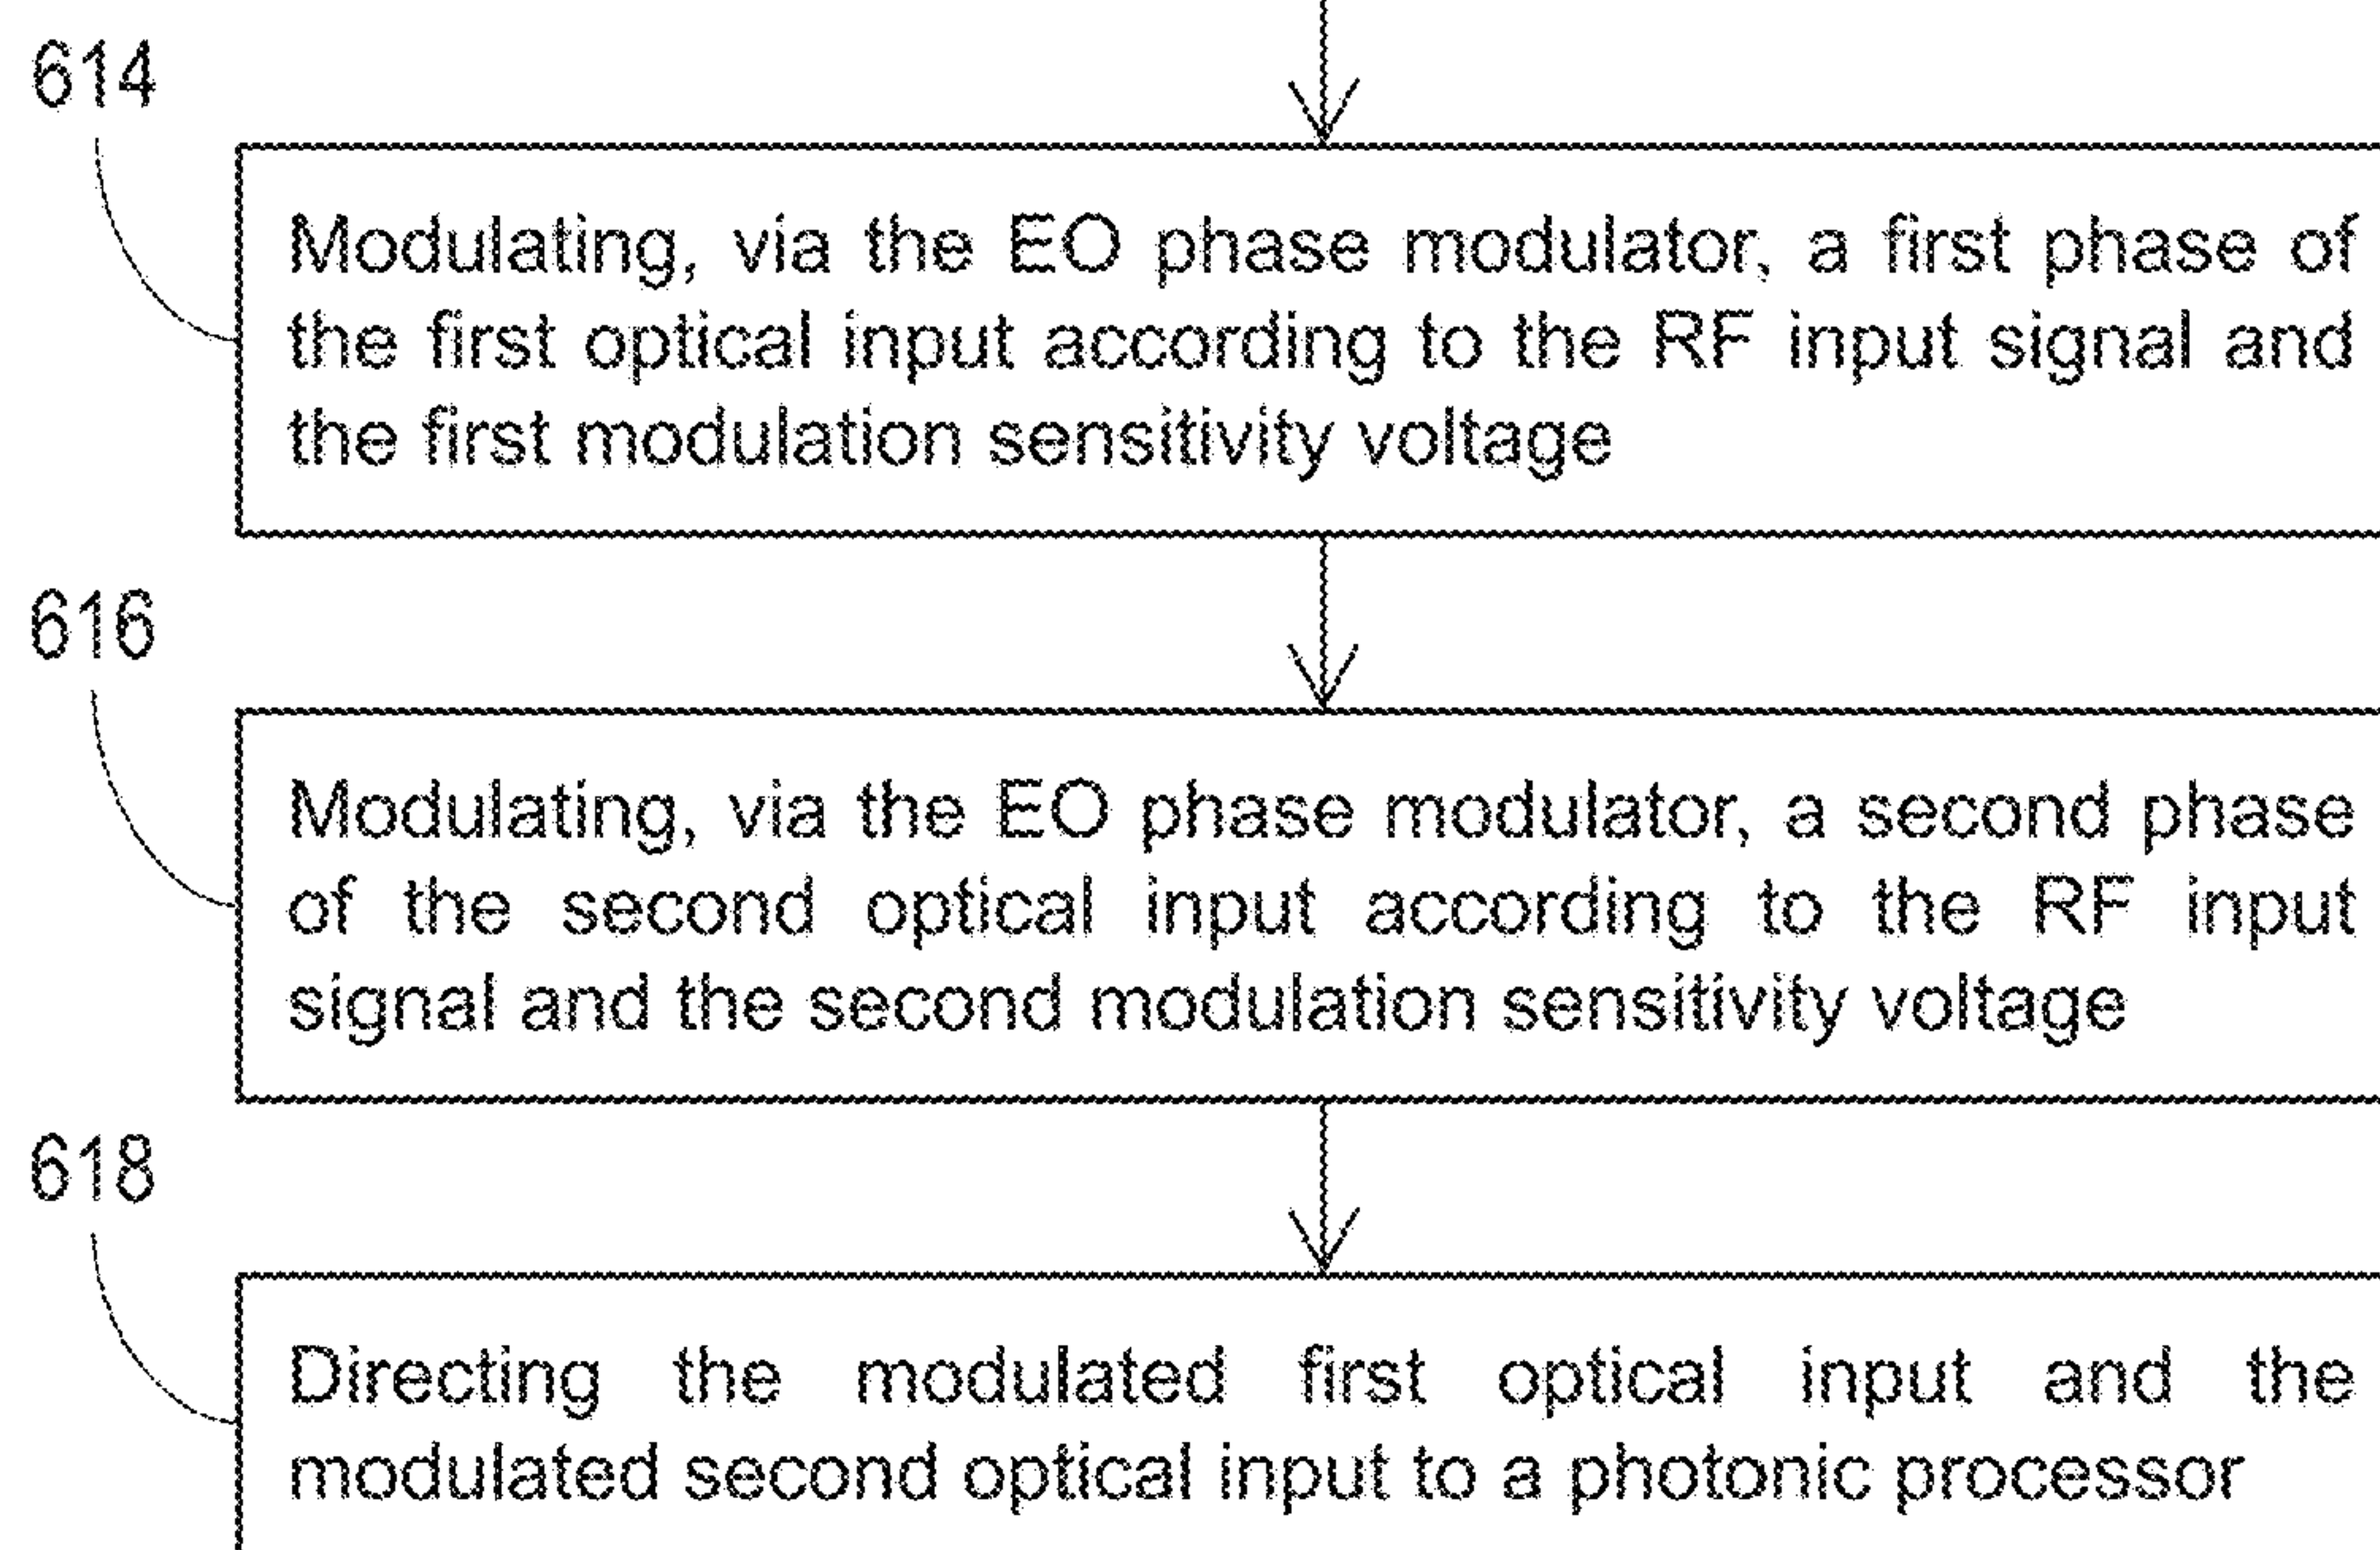 614
Modulating, via the EO phase modulator, a first phase of
the first optical input according to the RF input signal and
the first modulation sensitivity voltage
616
Modulating, via the EO phase modulator, a second phase
of the second optical input according to the RF input
signal and the second modulation sensitivity voltage
618
Directing the modulated first optical input and the
modulated second optical input to a photonic processor